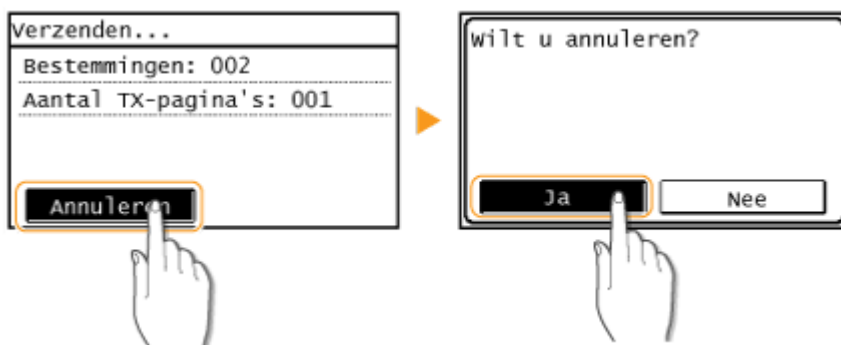 Verzenden...
Bestemmingen: 002
Aantal TX-pagina's: 001
Annuleren
Wilt u annuleren?
Ja
Nee